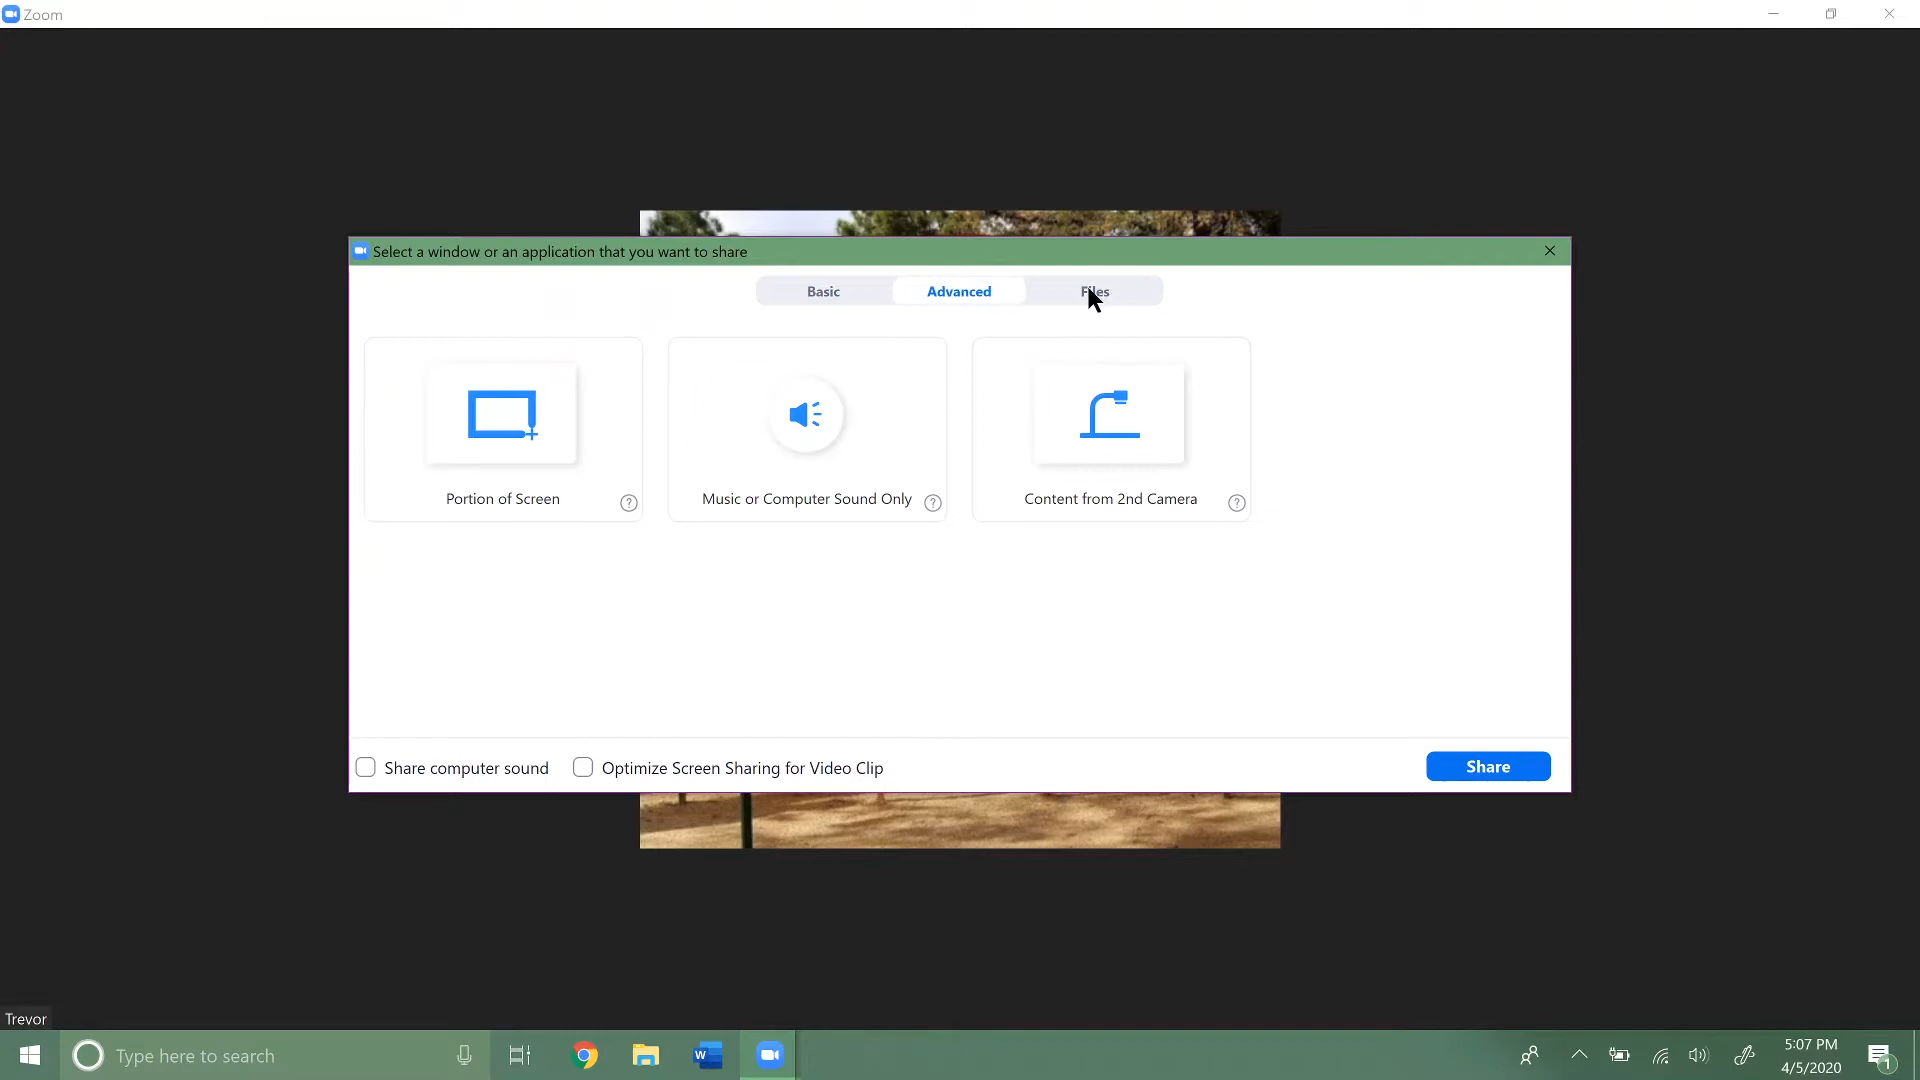 Zoom
Select a window or an application that you want to share
Basic
Advanced
Files
Portion of Screen
?
Music or Computer Sound Only
?
Content from 2nd Camera
?
Share computer sound
Optimize Screen Sharing for Video Clip
Share
Trevor
Type here to search
W
5:07 PM
4/5/2020
1